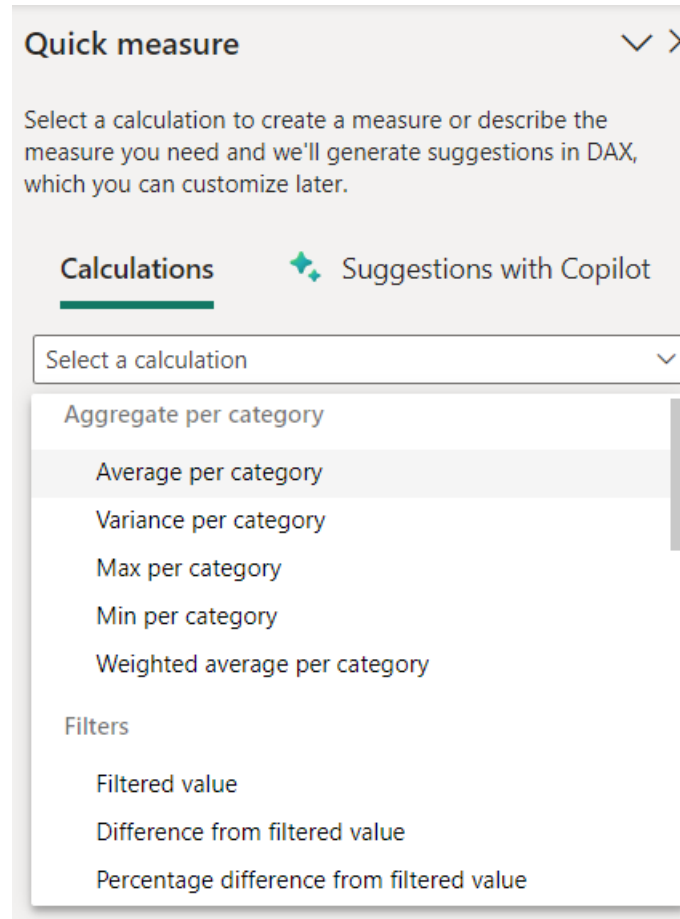 Quick measure
Select a calculation to create a measure or describe the
measure you need and we'll generate suggestions in DAX,
which you can customize later.
Calculations
Suggestions with Copilot
Select a calculation
Aggregate per category
Average per category
Variance per category
Max per category
Min per category
Weighted average per category
Filters
Filtered value
Difference from filtered value
Percentage difference from filtered value